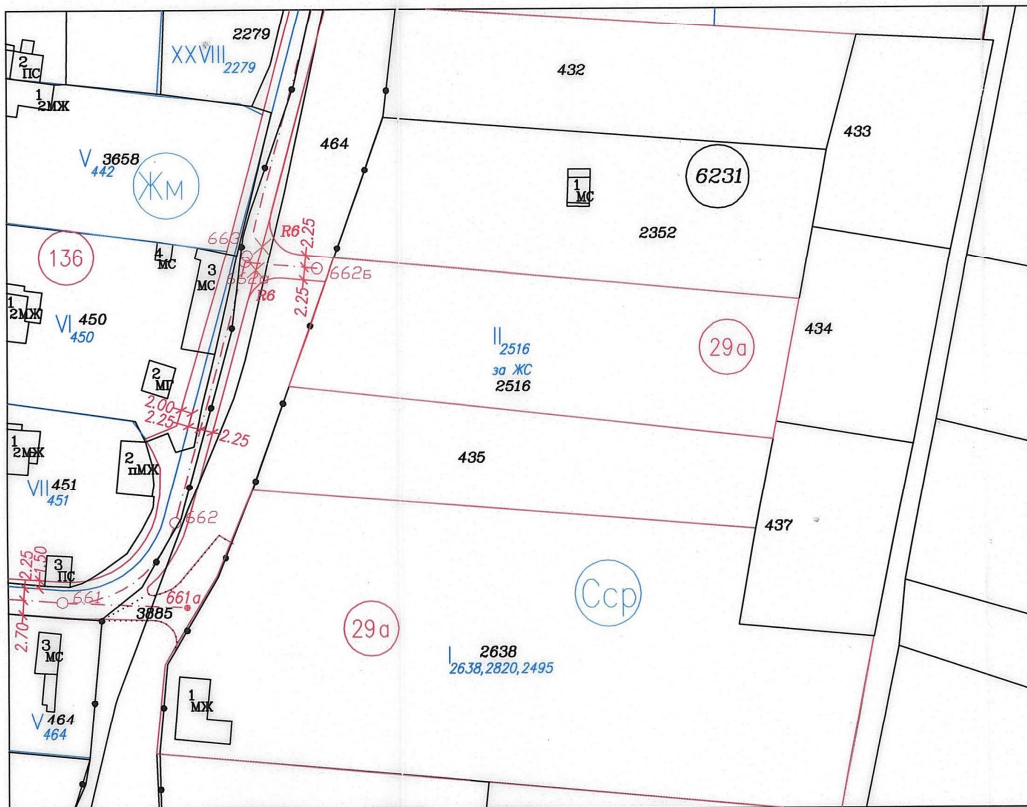 2279
XXVIII 2279
432
2
ПС
1
2МЖ
433
464
V 3658
442
Жм
6231
1
МС
2352
136
663
4
МС
3
МС
R6
2.25
662Б
2.25
R6
1
2МЖ
VI 450
450
434
II 2516
за ЖС
2516
29а
2
МГ
2.00
2.25
2.25
1
2МЖ
2
пМЖ
435
VII 451
451
662
437
2.25
1.50
3
ПС
661
661а
3885
Сср
2.70
29а
3
МС
2638
I 2638,2820,2495
1
МЖ
V 464
464